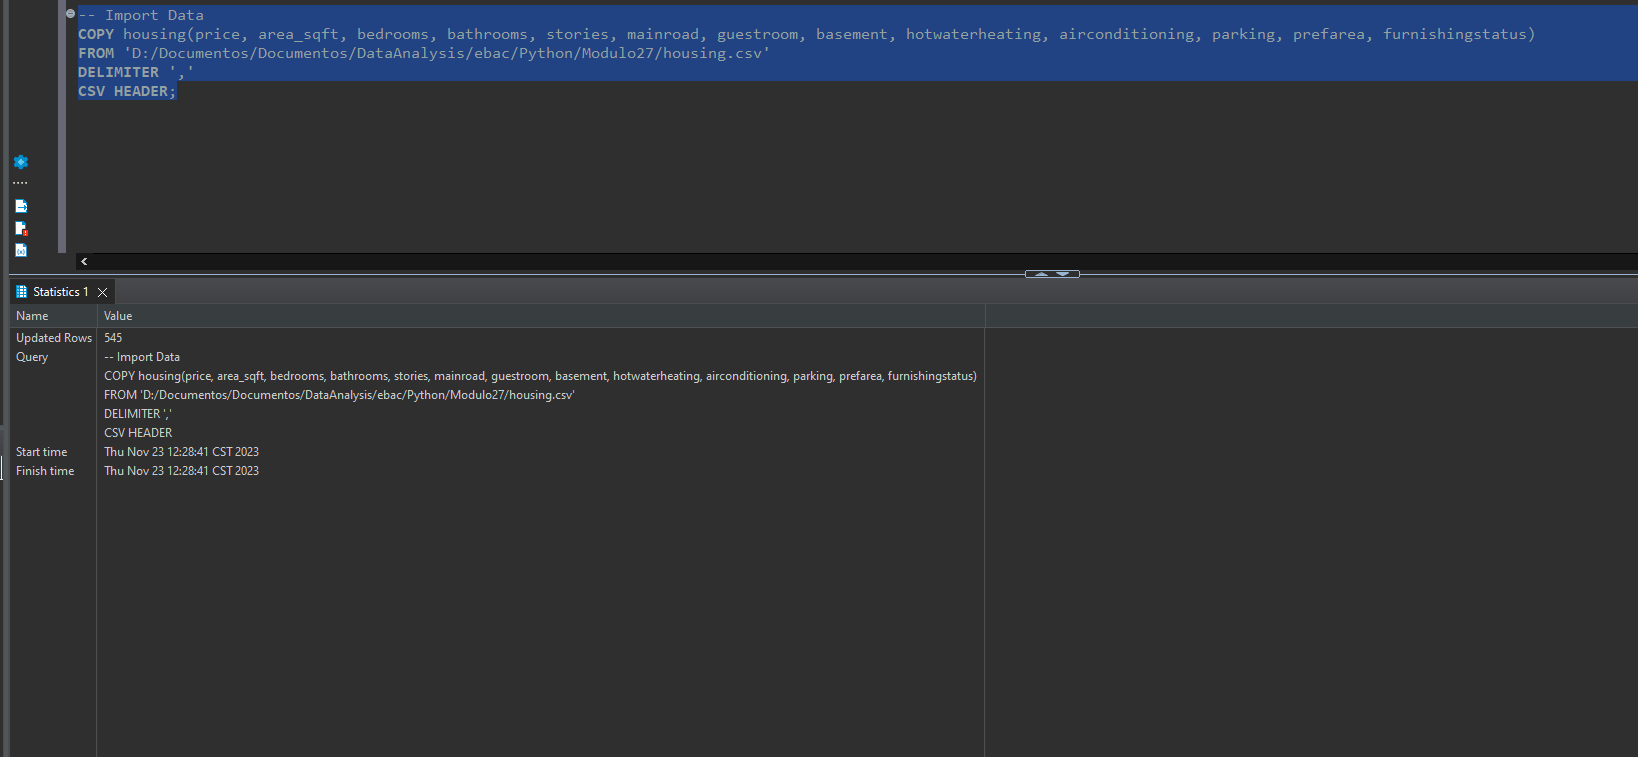 -- Import Data
COPY housing(price, area_sqft, bedrooms, bathrooms, stories, mainroad, guestroom, basement, hotwaterheating, airconditioning, parking, prefarea, furnishingstatus)
FROM 'D:/Documentos/Documentos/DataAnalysis/ebac/Python/Modulo27/housing.csv'
DELIMITER ','
CSV HEADER;
Statistics 1
Name Value
Updated Rows 545
Query -- Import Data
COPY housing(price, area_sqft, bedrooms, bathrooms, stories, mainroad, guestroom, basement, hotwaterheating, airconditioning, parking, prefarea, furnishingstatus)
FROM 'D:/Documentos/Documentos/DataAnalysis/ebac/Python/Modulo27/housing.csv'
DELIMITER ','
CSV HEADER
Start time Thu Nov 23 12:28:41 CST 2023
Finish time Thu Nov 23 12:28:41 CST 2023